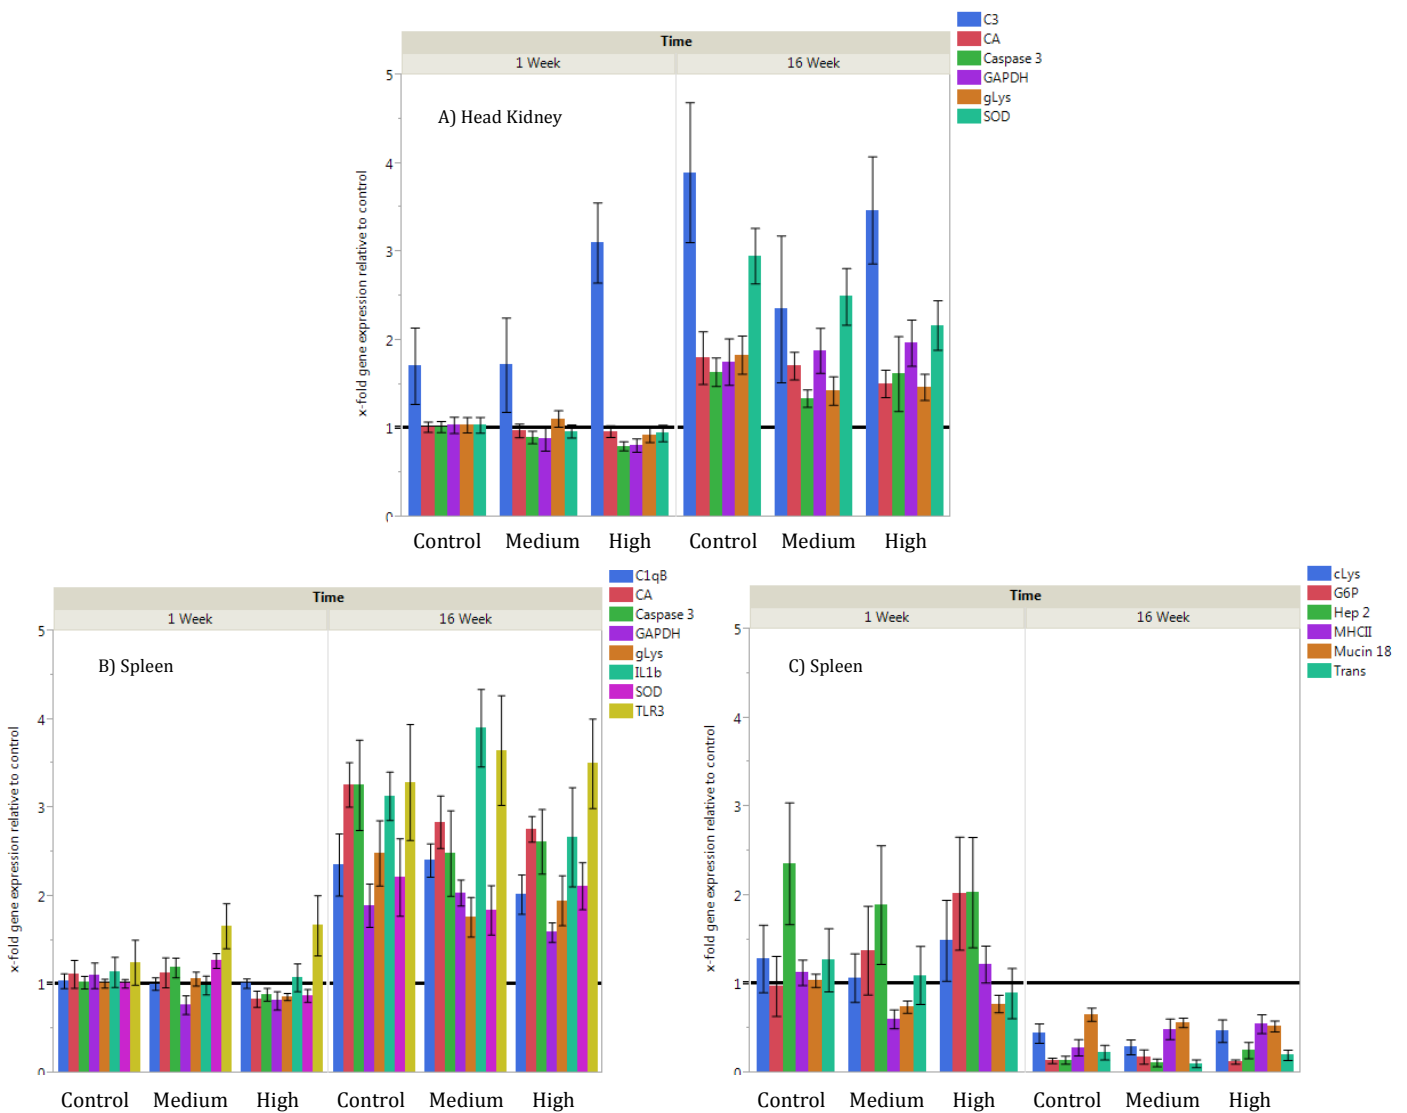 C3
CA
Caspase 3
GAPDH
gLys
SOD
Time
1 Week 16 Week
A) Head Kidney
x-fold gene expression relative to control
5
4
3
2
1
0
Control Medium High Control Medium High
C1qB
CA
Caspase 3
GAPDH
gLys
IL1b
SOD
TLR3
Time
1 Week 16 Week
B) Spleen
x-fold gene expression relative to control
5
4
3
2
1
0
Control Medium High Control Medium High
cLys
G6P
Hep 2
MHCII
Mucin 18
Trans
Time
1 Week 16 Week
C) Spleen
x-fold gene expression relative to control
5
4
3
2
1
0
Control Medium High Control Medium High